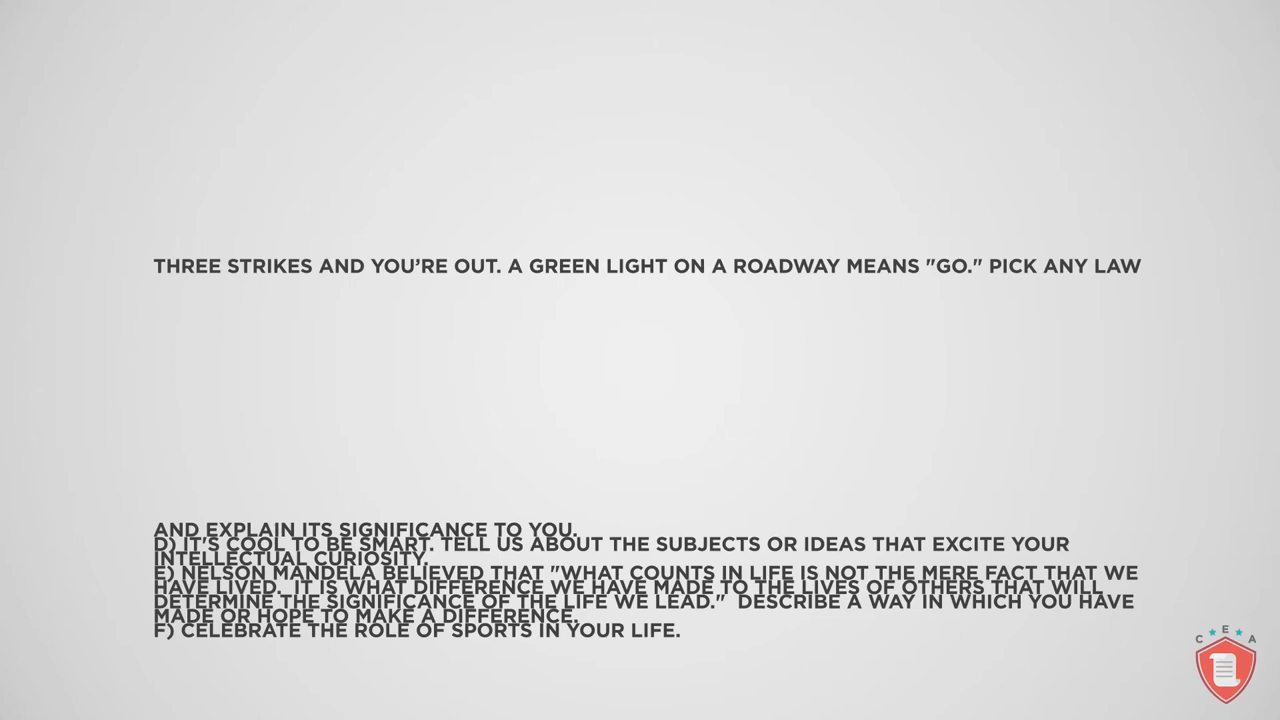 THREE STRIKES AND YOU’RE OUT. A GREEN LIGHT ON A ROADWAY MEANS "GO." PICK ANY LAW
AND EXPLAIN ITS SIGNIFICANCE TO YOU.
D) IT'S COOL TO BE SMART. TELL US ABOUT THE SUBJECTS OR IDEAS THAT EXCITE YOUR
INTELLECTUAL CURIOSITY.
E) NELSON MANDELA BELIEVED THAT "WHAT COUNTS IN LIFE IS NOT THE MERE FACT THAT WE
HAVE LIVED.  IT IS WHAT DIFFERENCE WE HAVE MADE TO THE LIVES OF OTHERS THAT WILL
DETERMINE THE SIGNIFICANCE OF THE LIFE WE LEAD."  DESCRIBE A WAY IN WHICH YOU HAVE
MADE OR HOPE TO MAKE A DIFFERENCE.
F) CELEBRATE THE ROLE OF SPORTS IN YOUR LIFE.
C E A